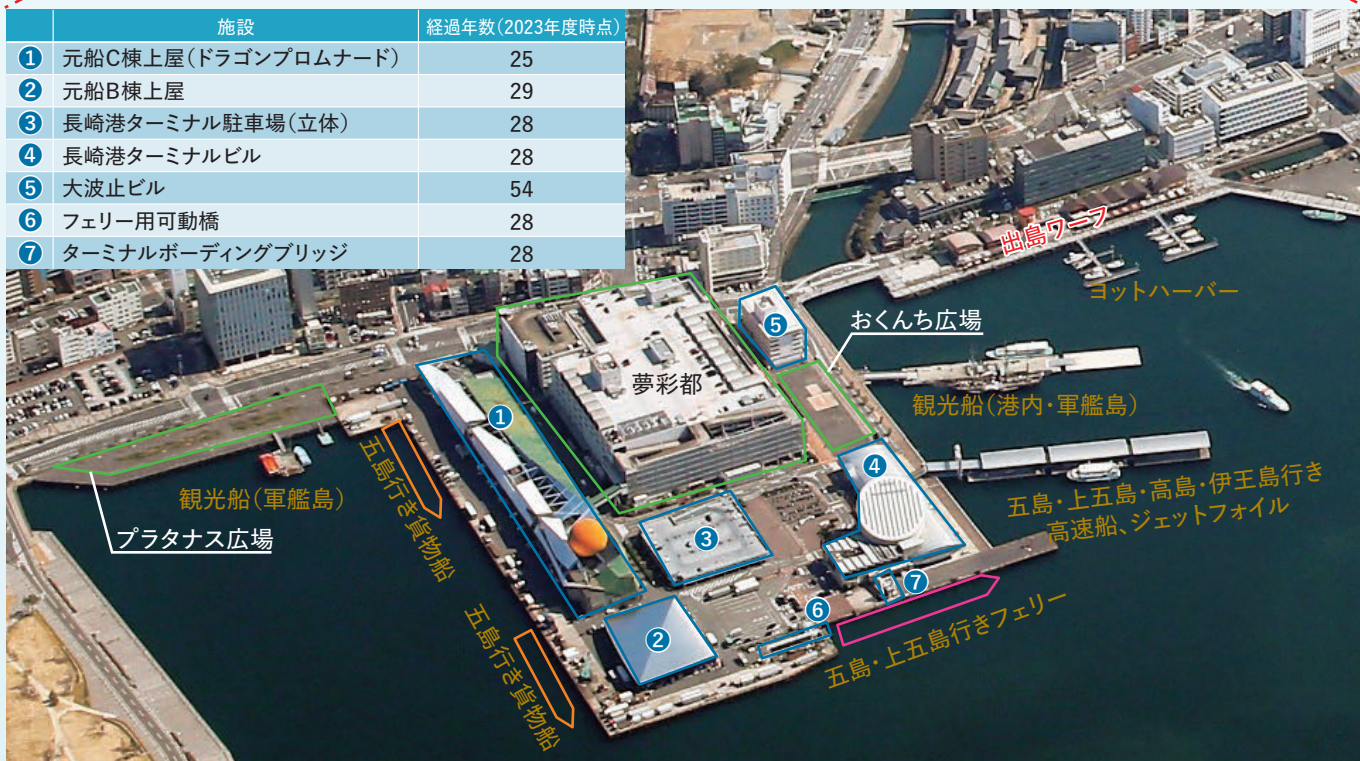 施設 経過年数(2023年度時点)
1 元船C棟上屋(ドラゴンプロムナード) 25
2 元船B棟上屋 29
3 長崎港ターミナル駐車場(立体) 28
4 長崎港ターミナルビル 28
5 大波止ビル 54
6 フェリー用可動橋 28
7 ターミナルボーディングブリッジ 28
出島ワーフ
ヨットハーバー
おくんち広場
5
夢彩都
観光船(港内・軍艦島)
1
4
五島・上五島・高島・伊王島行き
高速船、ジェットフォイル
五島行き貨物船
観光船(軍艦島)
プラタナス広場
3
7
6
五島・上五島行きフェリー
2
五島行き貨物船